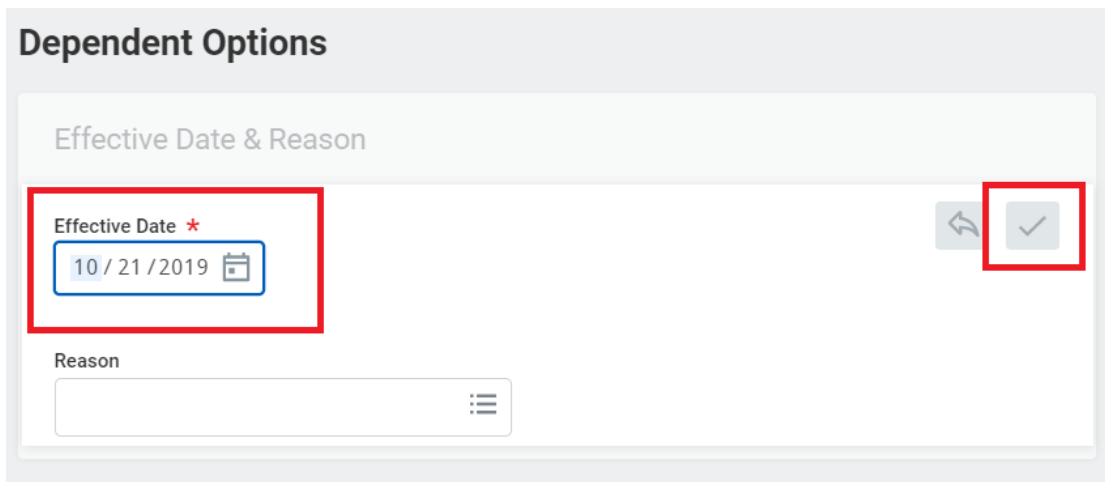 Dependent Options
Effective Date & Reason
Effective Date *
10 / 21 / 2019
Reason